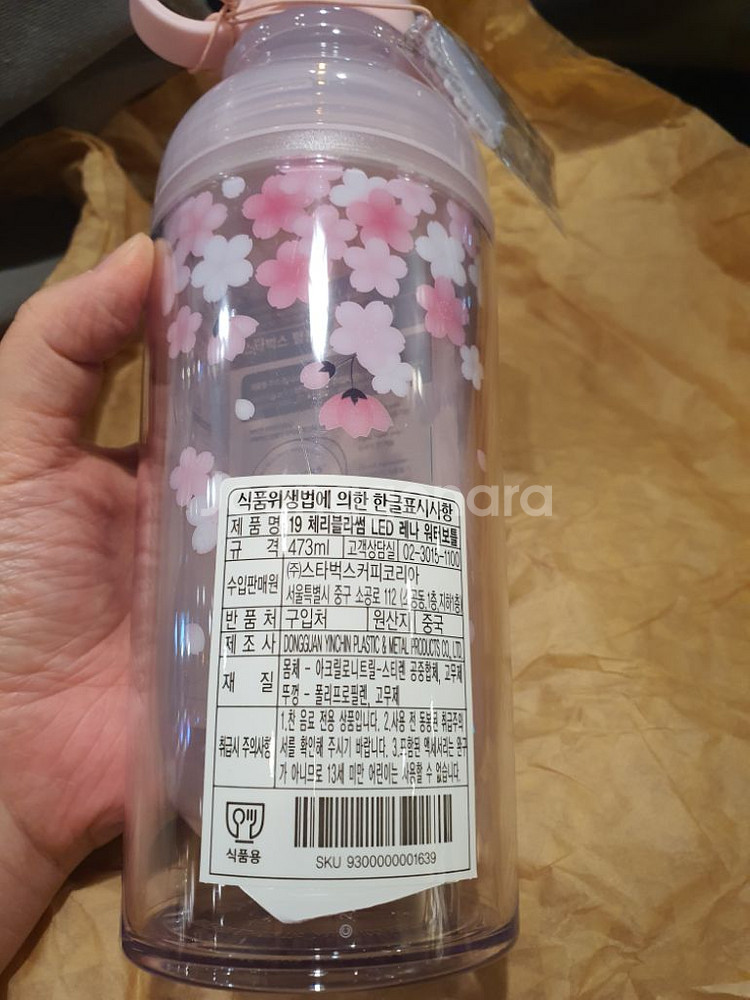 식품위생법에 의한 한글표시사항
제 품 명 19 체리블라썸 LED 레나 워터보틀
규 격 473ml 고객상담실 02-3015-1100
수입판매원 (주)스타벅스커피코리아
서울특별시 중구 소공로 112 (소공동,1층,지하1층)
반 품 처 구입처 원산지 중국
제 조 사 DONGGUAN YINCHIN PLASTIC & METAL PRODUCTS CO., LTD.
재 질 몸체 - 아크릴로니트릴-스티렌 공중합체, 고무제
뚜껑 - 폴리프로필렌, 고무제
취급시 주의사항 1.찬 음료 전용 상품입니다. 2.사용 전 동봉된 취급주의
서를 확인해 주시기 바랍니다. 3.포함된 액세서리는 완구
가 아니므로 13세 미만 어린이는 사용할 수 없습니다.
식품용
SKU 9300000001639